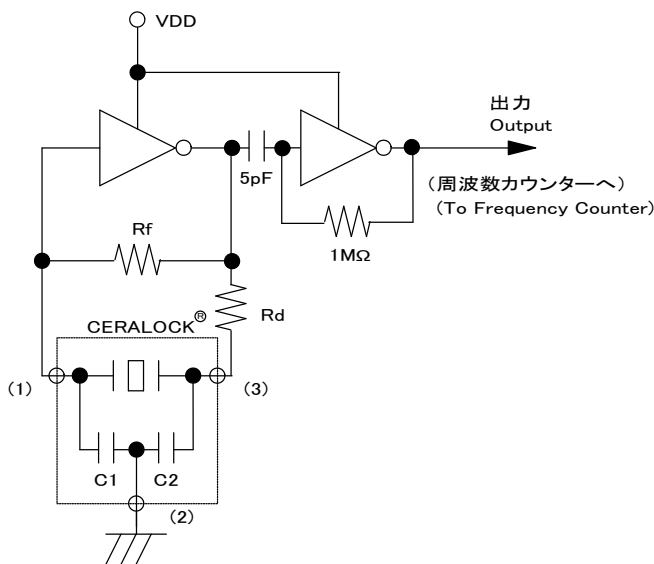 VDD
出力
Output
5pF
(周波数カウンターへ)
(To Frequency Counter)
Rf
1MΩ
Rd
CERALOCK®
(1)
(3)
C1
C2
(2)